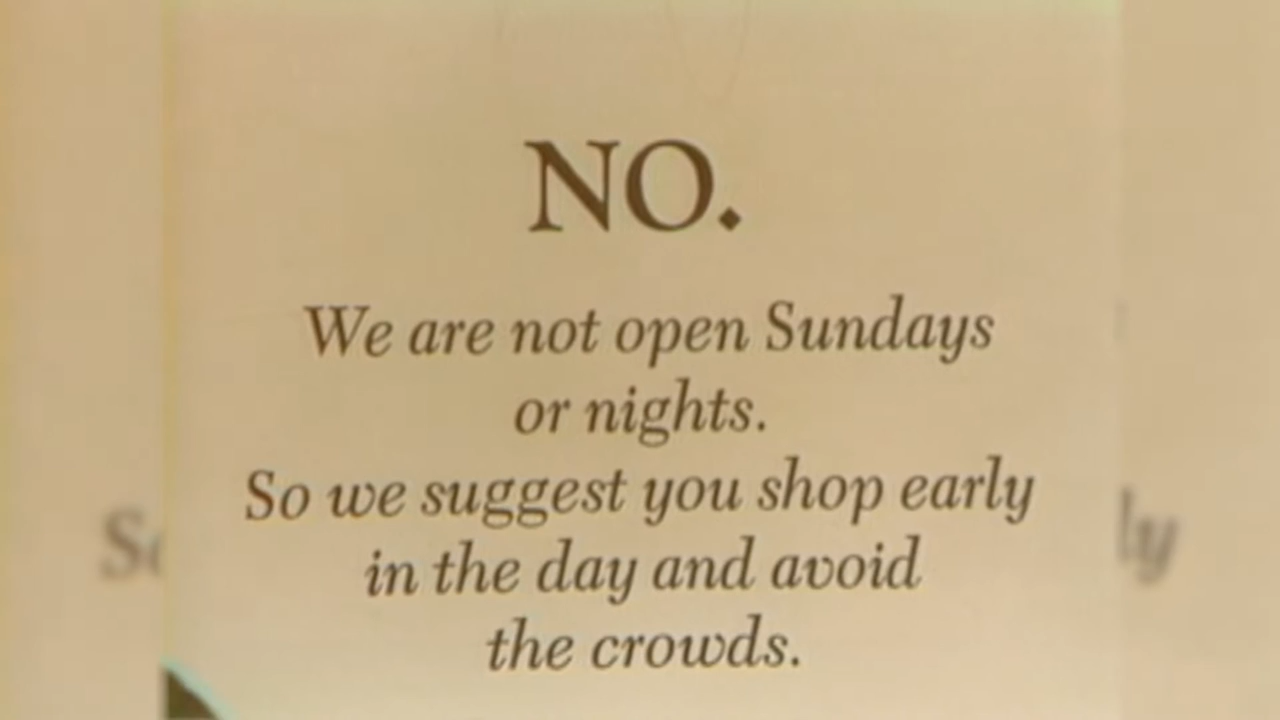 NO.
We are not open Sundays
or nights.
So we suggest you shop early
in the day and avoid
the crowds.